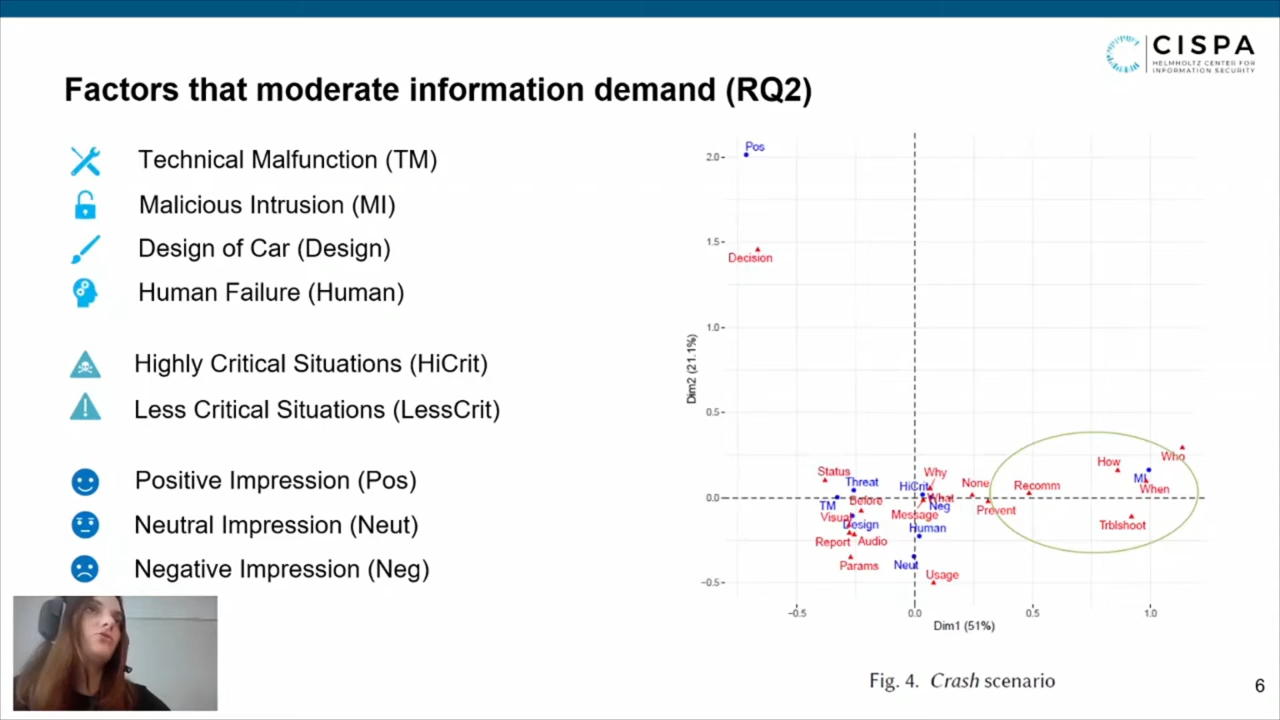 CISPA
HELMHOLTZ CENTER FOR
INFORMATION SECURITY
Factors that moderate information demand (RQ2)
Technical Malfunction (TM)
Malicious Intrusion (MI)
Design of Car (Design)
Human Failure (Human)
Highly Critical Situations (HiCrit)
Less Critical Situations (LessCrit)
Positive Impression (Pos)
Neutral Impression (Neut)
Negative Impression (Neg)
Pos
2.0
1.5
Decision
1.0
Dim2 (21.1%)
0.5
Who
How
Status
Why
MI
Threat
None
Recomm
When
HiCrit
0.0
Before
What
TM
Neg
Prevent
Visual
Message
Design
Human
Trblshoot
Report
Audio
Params
Neut
Usage
−0.5
−0.5
0.0
0.5
1.0
Dim1 (51%)
Fig. 4. Crash scenario
6